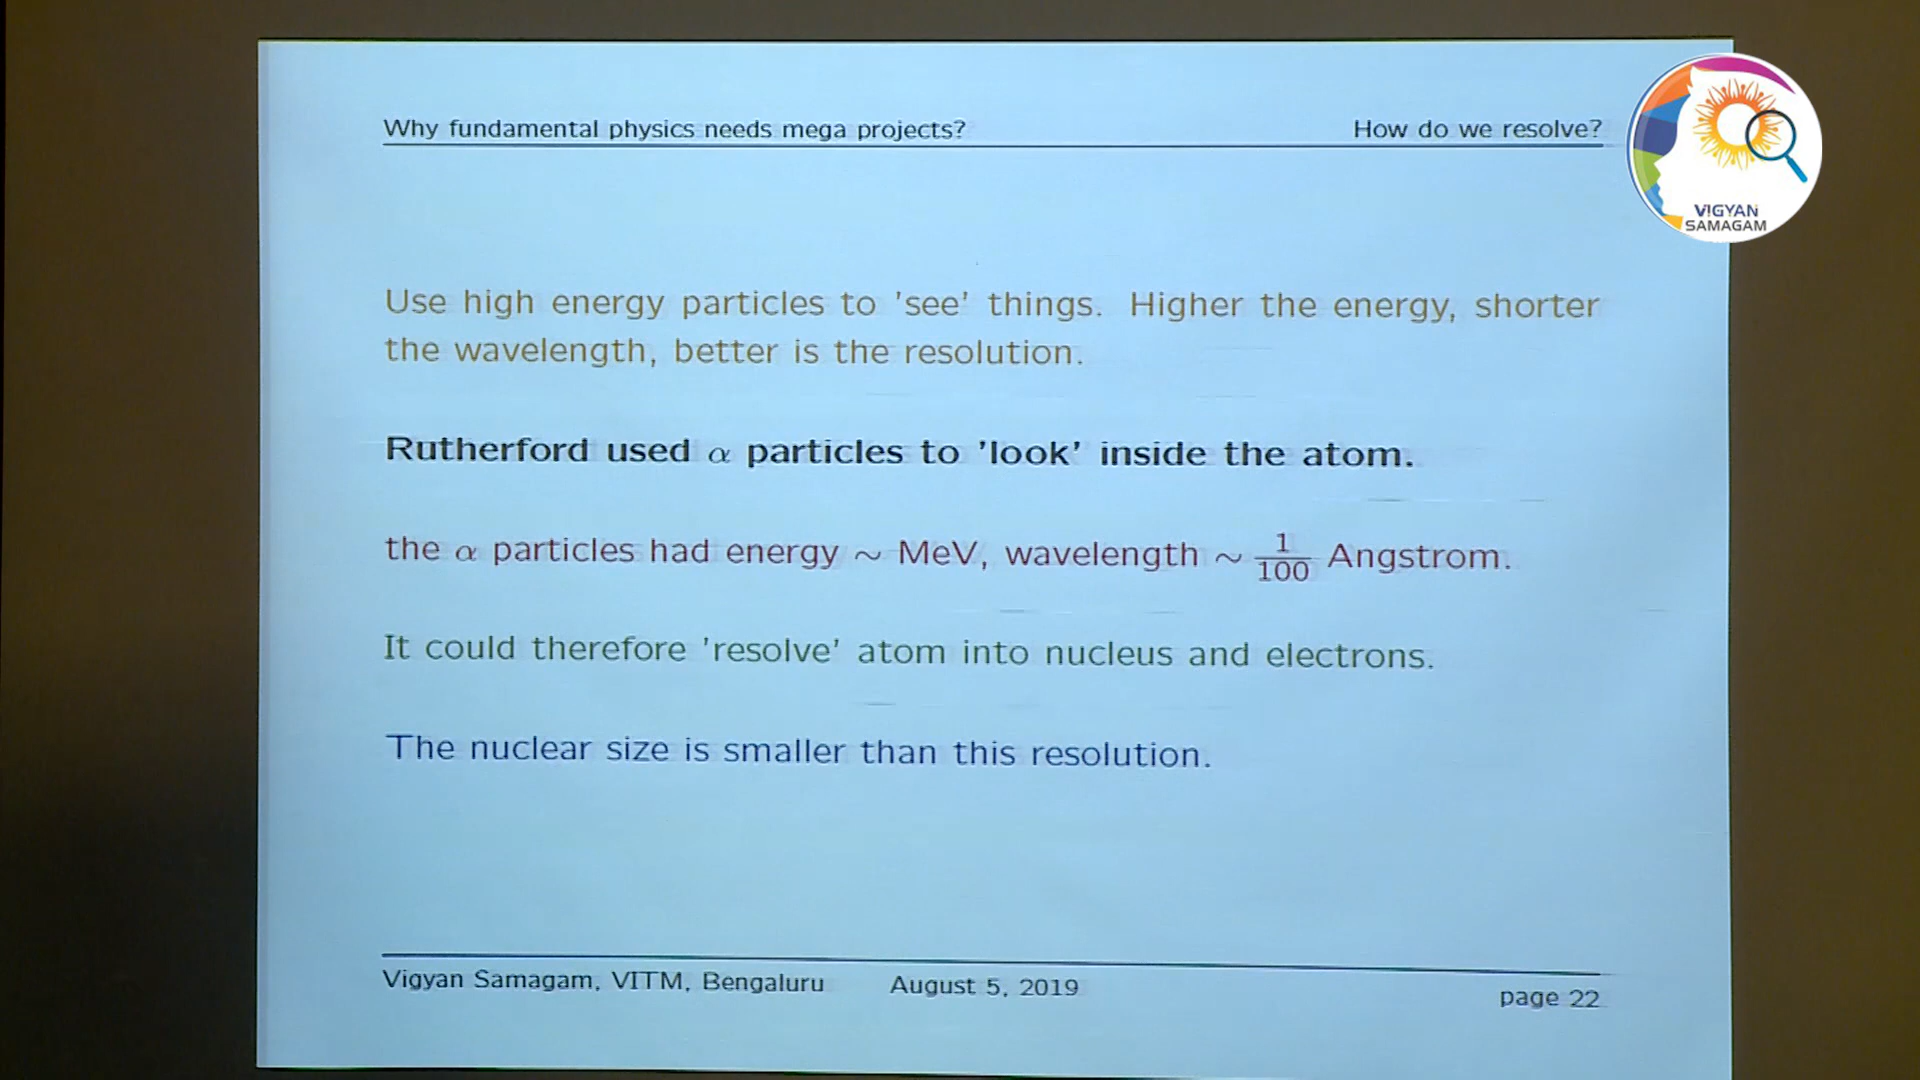 Why fundamental physics needs mega projects? How do we resolve?
VIGYAN
SAMAGAM
Use high energy particles to 'see' things. Higher the energy, shorter
the wavelength, better is the resolution.
Rutherford used α particles to 'look' inside the atom.
the α particles had energy ~ MeV, wavelength ~ 1/100 Angstrom.
It could therefore 'resolve' atom into nucleus and electrons.
The nuclear size is smaller than this resolution.
Vigyan Samagam, VITM, Bengaluru August 5, 2019 page 22